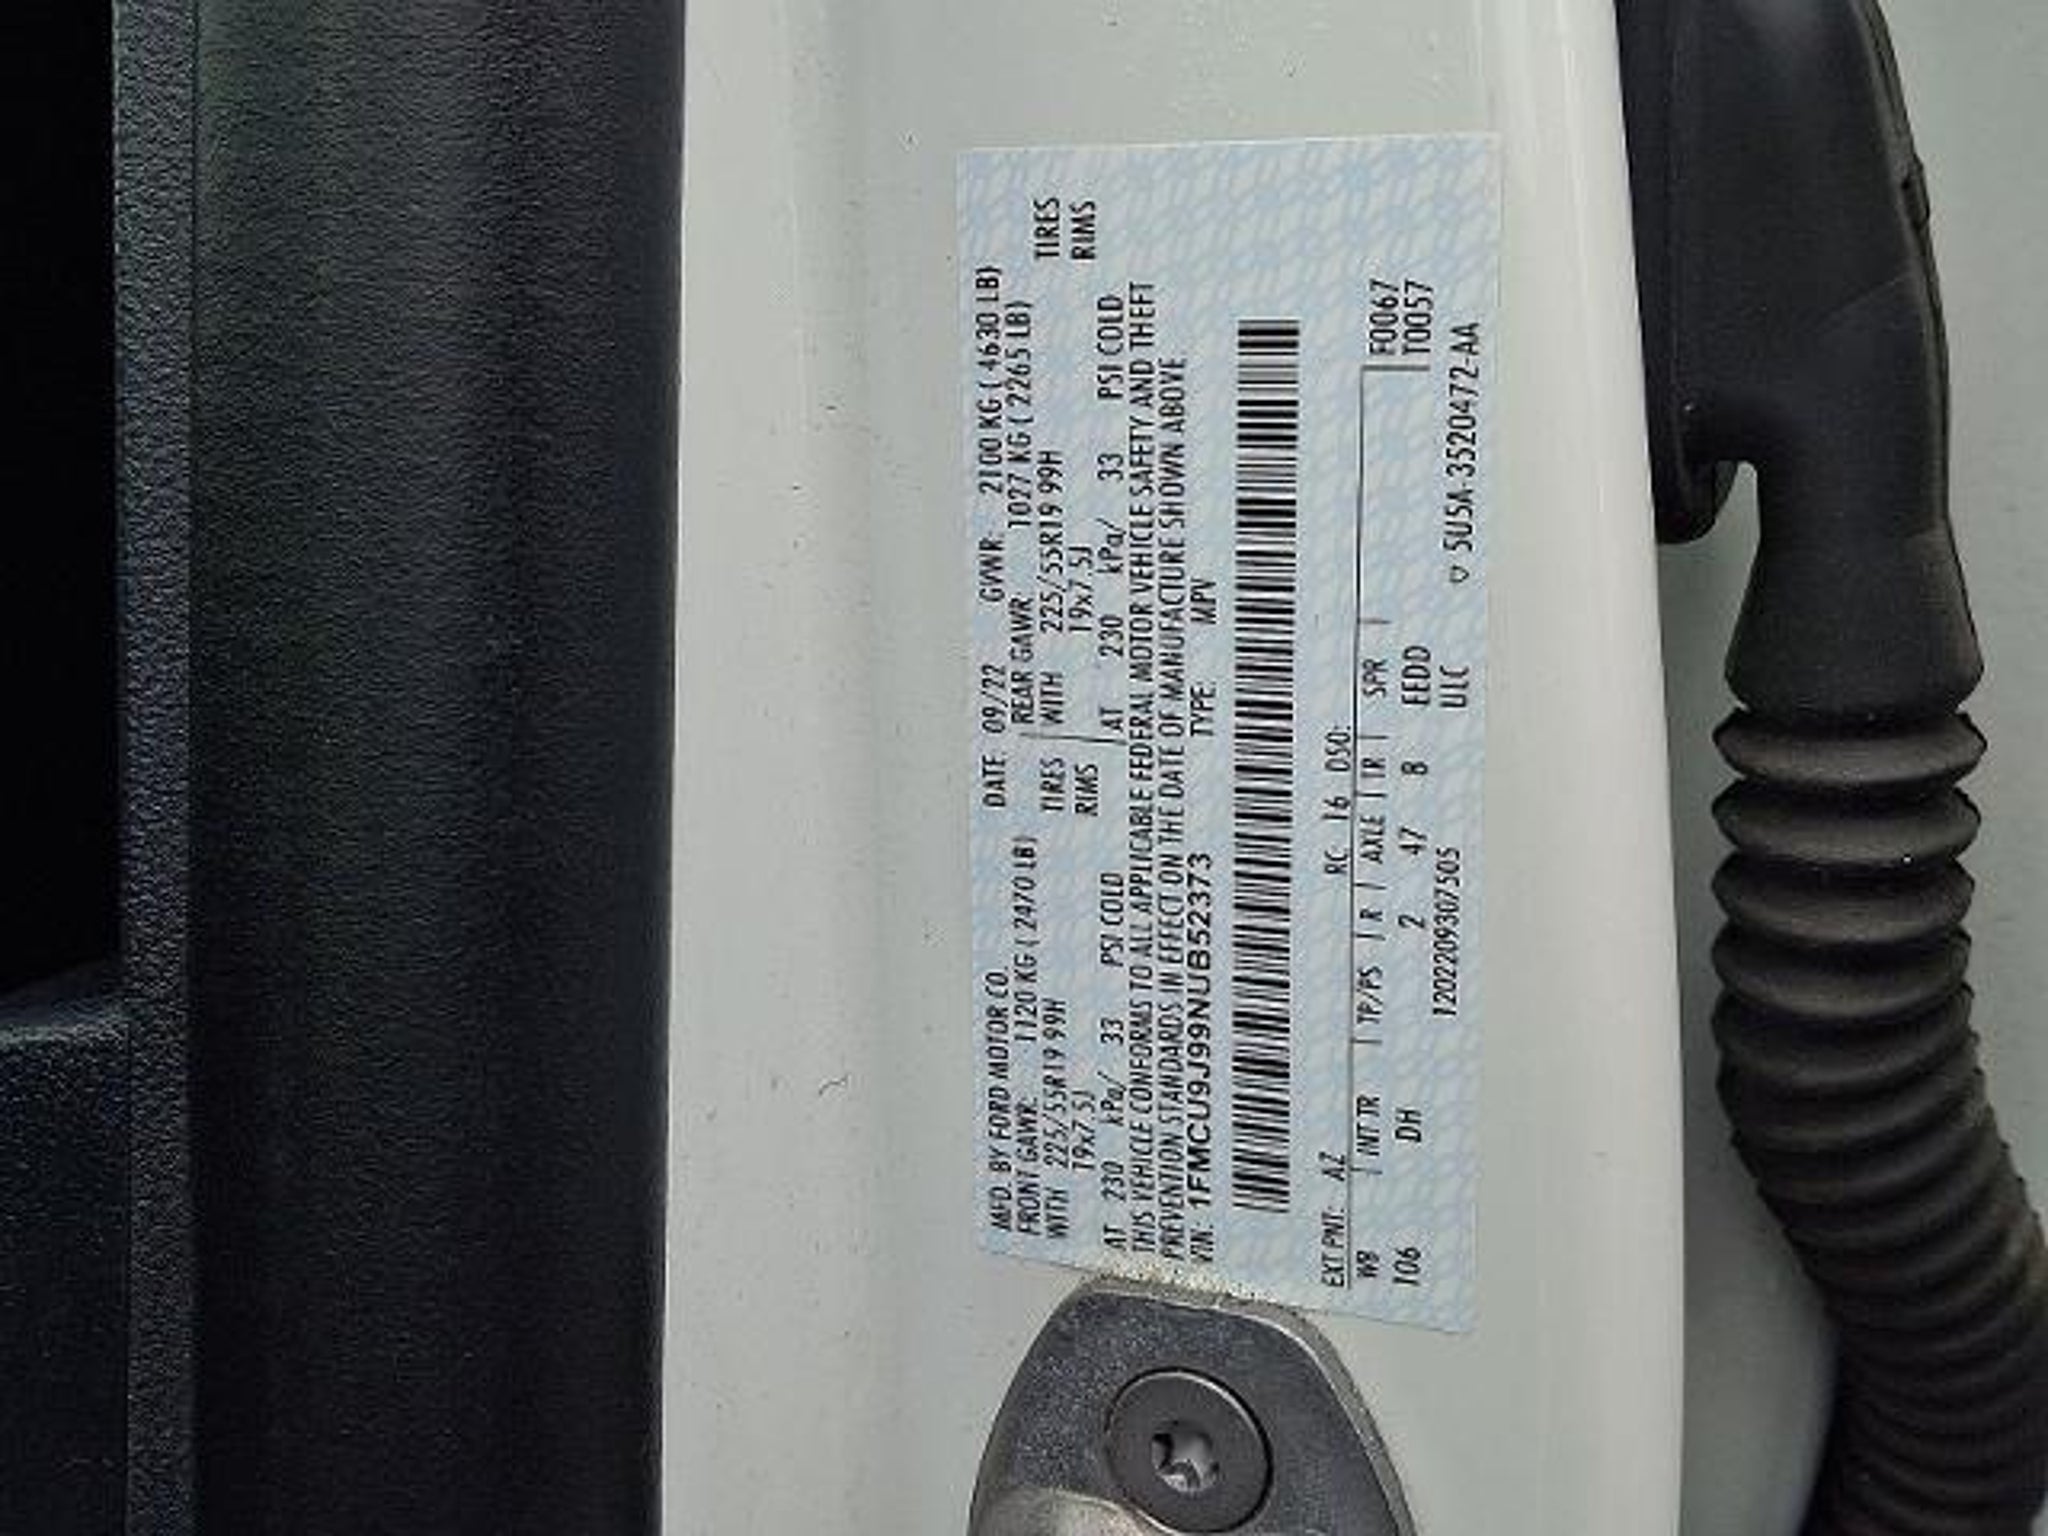 MFD. BY FORD MOTOR CO. DATE: 09/22 GVWR: 2100 KG ( 4630 LB)
FRONT GAWR: 1120 KG ( 2470 LB) REAR GAWR: 1027 KG ( 2265 LB)
WITH 225/55R19 99H TIRES WITH 225/55R19 99H TIRES
19x7.5J RIMS 19x7.5J RIMS
AT 230 kPa/ 33 PSI COLD AT 230 kPa/ 33 PSI COLD
THIS VEHICLE CONFORMS TO ALL APPLICABLE FEDERAL MOTOR VEHICLE SAFETY AND THEFT
PREVENTION STANDARDS IN EFFECT ON THE DATE OF MANUFACTURE SHOWN ABOVE
VIN: 1FMCU9J99NUB52373 TYPE: MPV
EXT PNT: AZ RC: 16 DSO:
WB INT TR TP/PS R AXLE TR SPR F0067
106 DH 2 47 8 EEDD T0057
1202209307505 ULC
5U5A-3520472-AA